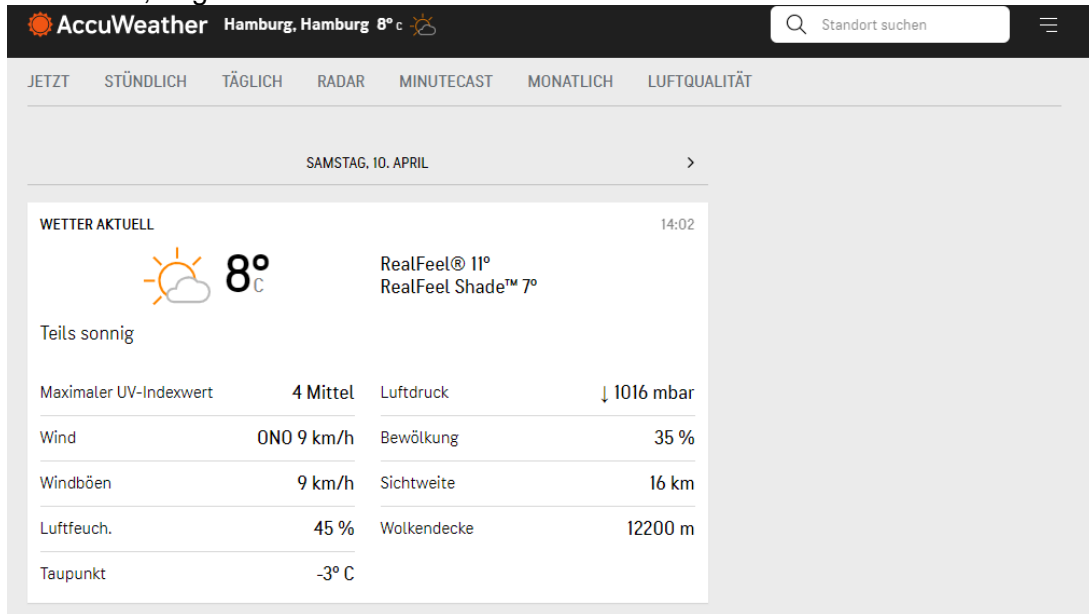 AccuWeather Hamburg, Hamburg 8° c Standort suchen
JETZT STÜNDLICH TÄGLICH RADAR MINUTECAST MONATLICH LUFTQUALITÄT
SAMSTAG, 10. APRIL >
WETTER AKTUELL 14:02
8° C
RealFeel® 11°
RealFeel Shade™ 7°
Teils sonnig
Maximaler UV-Indexwert 4 Mittel Luftdruck ↓ 1016 mbar
Wind ONO 9 km/h Bewölkung 35 %
Windböen 9 km/h Sichtweite 16 km
Luftfeuch. 45 % Wolkendecke 12200 m
Taupunkt -3° C